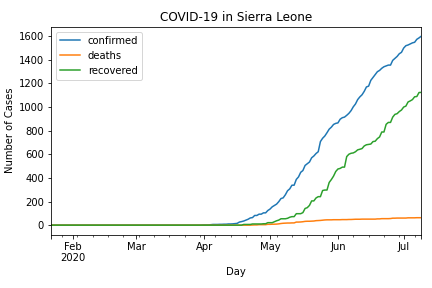 COVID-19 in Sierra Leone
confirmed
deaths
recovered
Number of Cases
1600
1400
1200
1000
800
600
400
200
0
Feb Mar Apr May Jun Jul
2020
Day